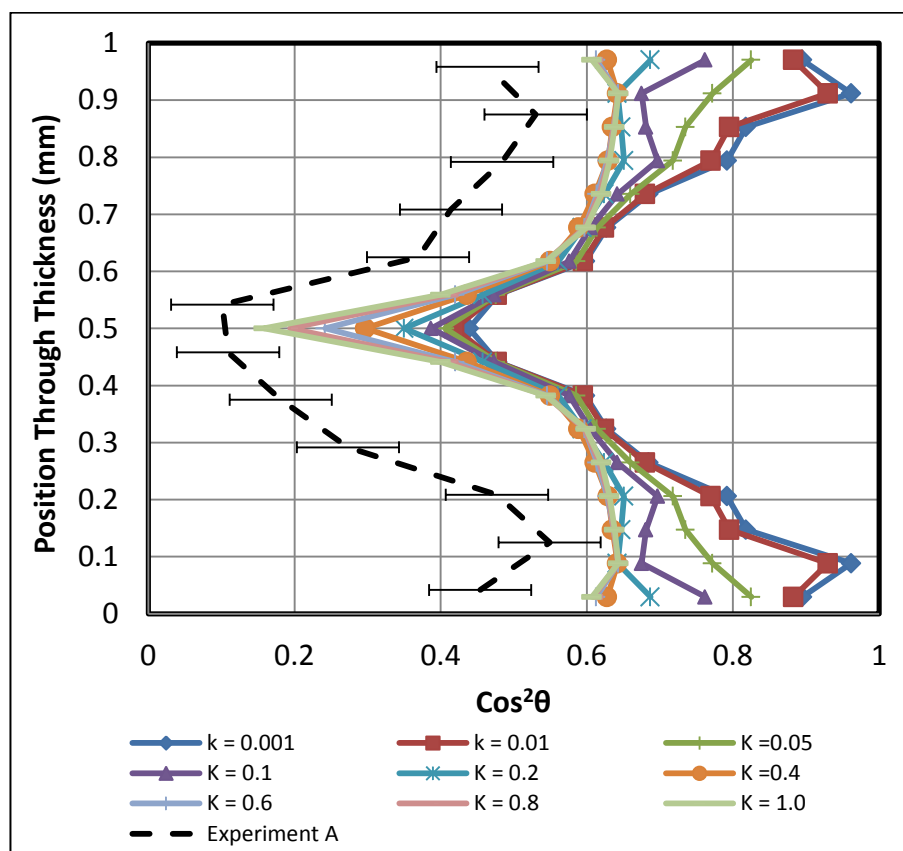 Position Through Thickness (mm)
1
0.9
0.8
0.7
0.6
0.5
0.4
0.3
0.2
0.1
0
0 0.2 0.4 0.6 0.8 1
Cos²θ
k = 0.001 k = 0.01 K =0.05
K = 0.1 K = 0.2 K =0.4
K = 0.6 K = 0.8 K = 1.0
Experiment A